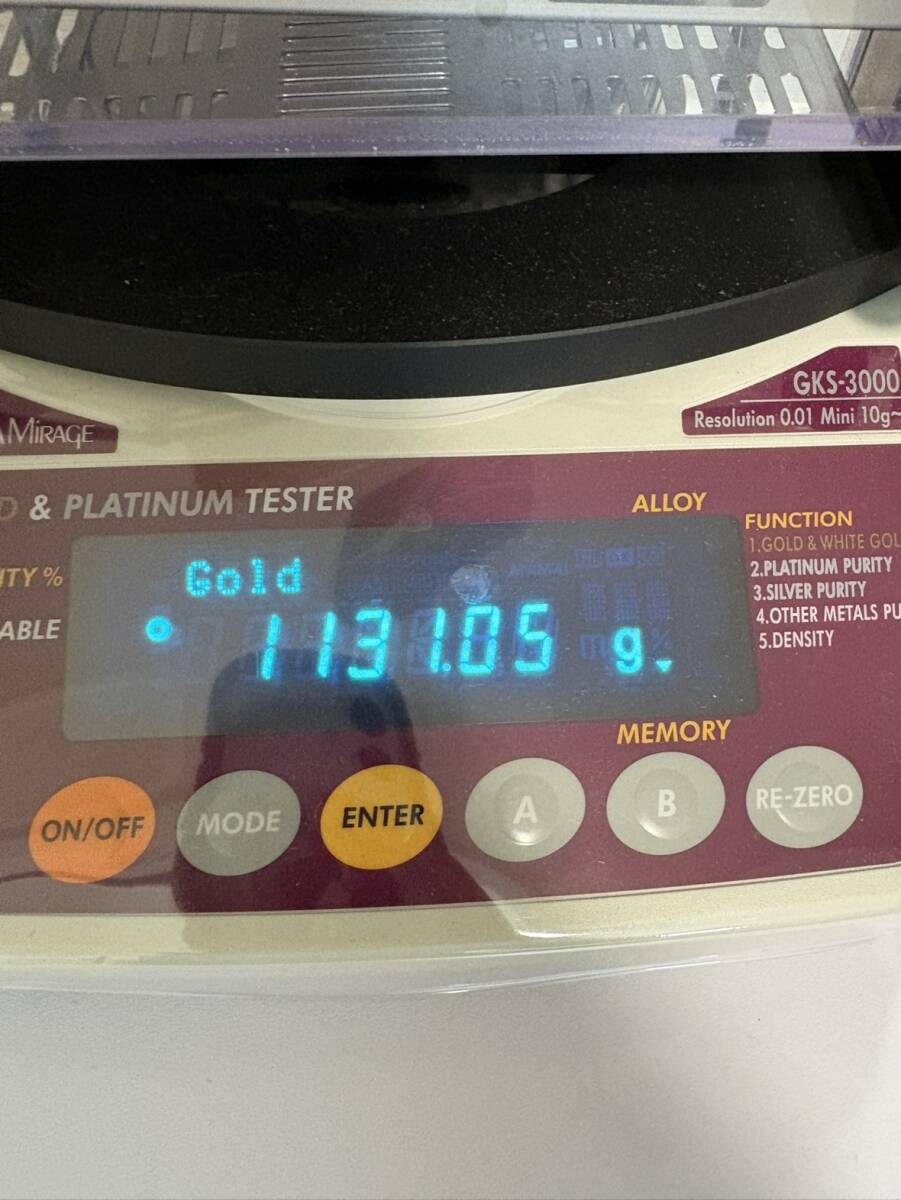 GKS-3000
Resolution 0.01 Mini 10g~
MIRAGE
& PLATINUM TESTER
ALLOY
FUNCTION
1.GOLD & WHITE GOL
2.PLATINUM PURITY
3.SILVER PURITY
4.OTHER METALS PU
5.DENSITY
ITY %
ABLE
Gold
1131.05 g
MEMORY
ON/OFF
MODE
ENTER
A
B
RE-ZERO